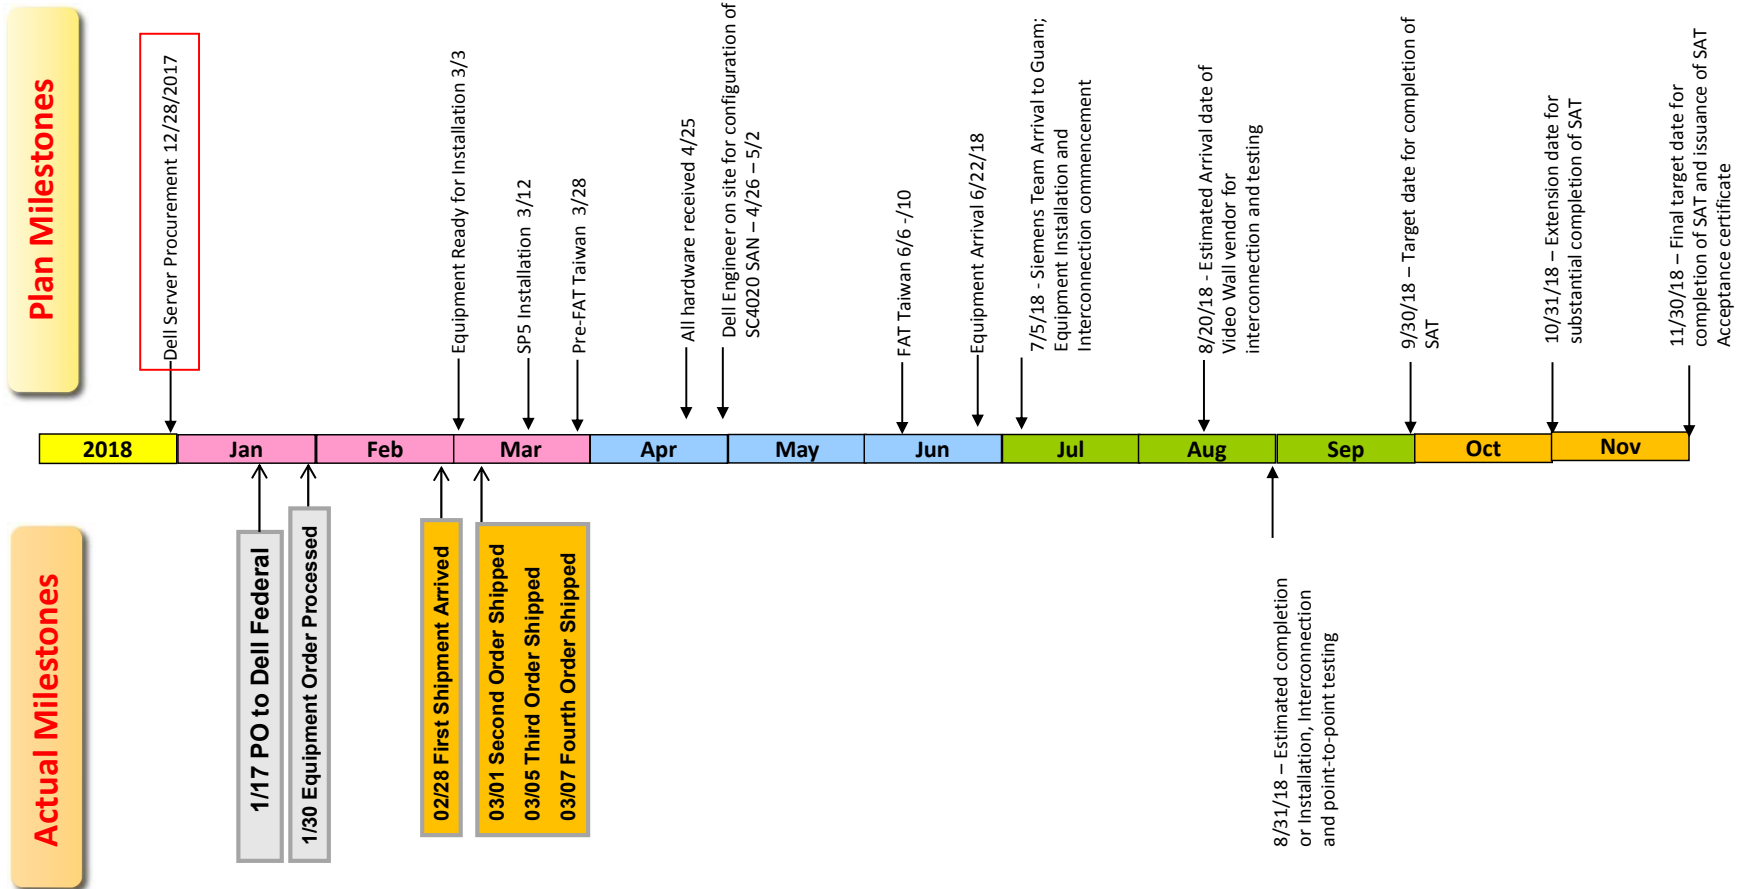 Plan Milestones
Dell Server Procurement 12/28/2017
Equipment Ready for Installation 3/3
SP5 Installation  3/12
Pre-FAT Taiwan  3/28
All hardware received 4/25
Dell Engineer on site for configuration of
SC4020 SAN – 4/26 – 5/2
FAT Taiwan 6/6 -/10
Equipment Arrival 6/22/18
7/5/18 - Siemens Team Arrival to Guam;
Equipment Installation and
Interconnection commencement
8/20/18 - Estimated Arrival date of
Video Wall vendor for
interconnection and testing
9/30/18 – Target date for completion of
SAT
10/31/18 – Extension date for
substantial completion of SAT
11/30/18 – Final target date for
completion of SAT and issuance of SAT
Acceptance certificate
2018
Jan
Feb
Mar
Apr
May
Jun
Jul
Aug
Sep
Oct
Nov
Actual Milestones
1/17 PO to Dell Federal
1/30 Equipment Order Processed
02/28 First Shipment Arrived
03/01 Second Order Shipped
03/05 Third Order Shipped
03/07 Fourth Order Shipped
8/31/18 – Estimated completion
or Installation, Interconnection
and point-to-point testing